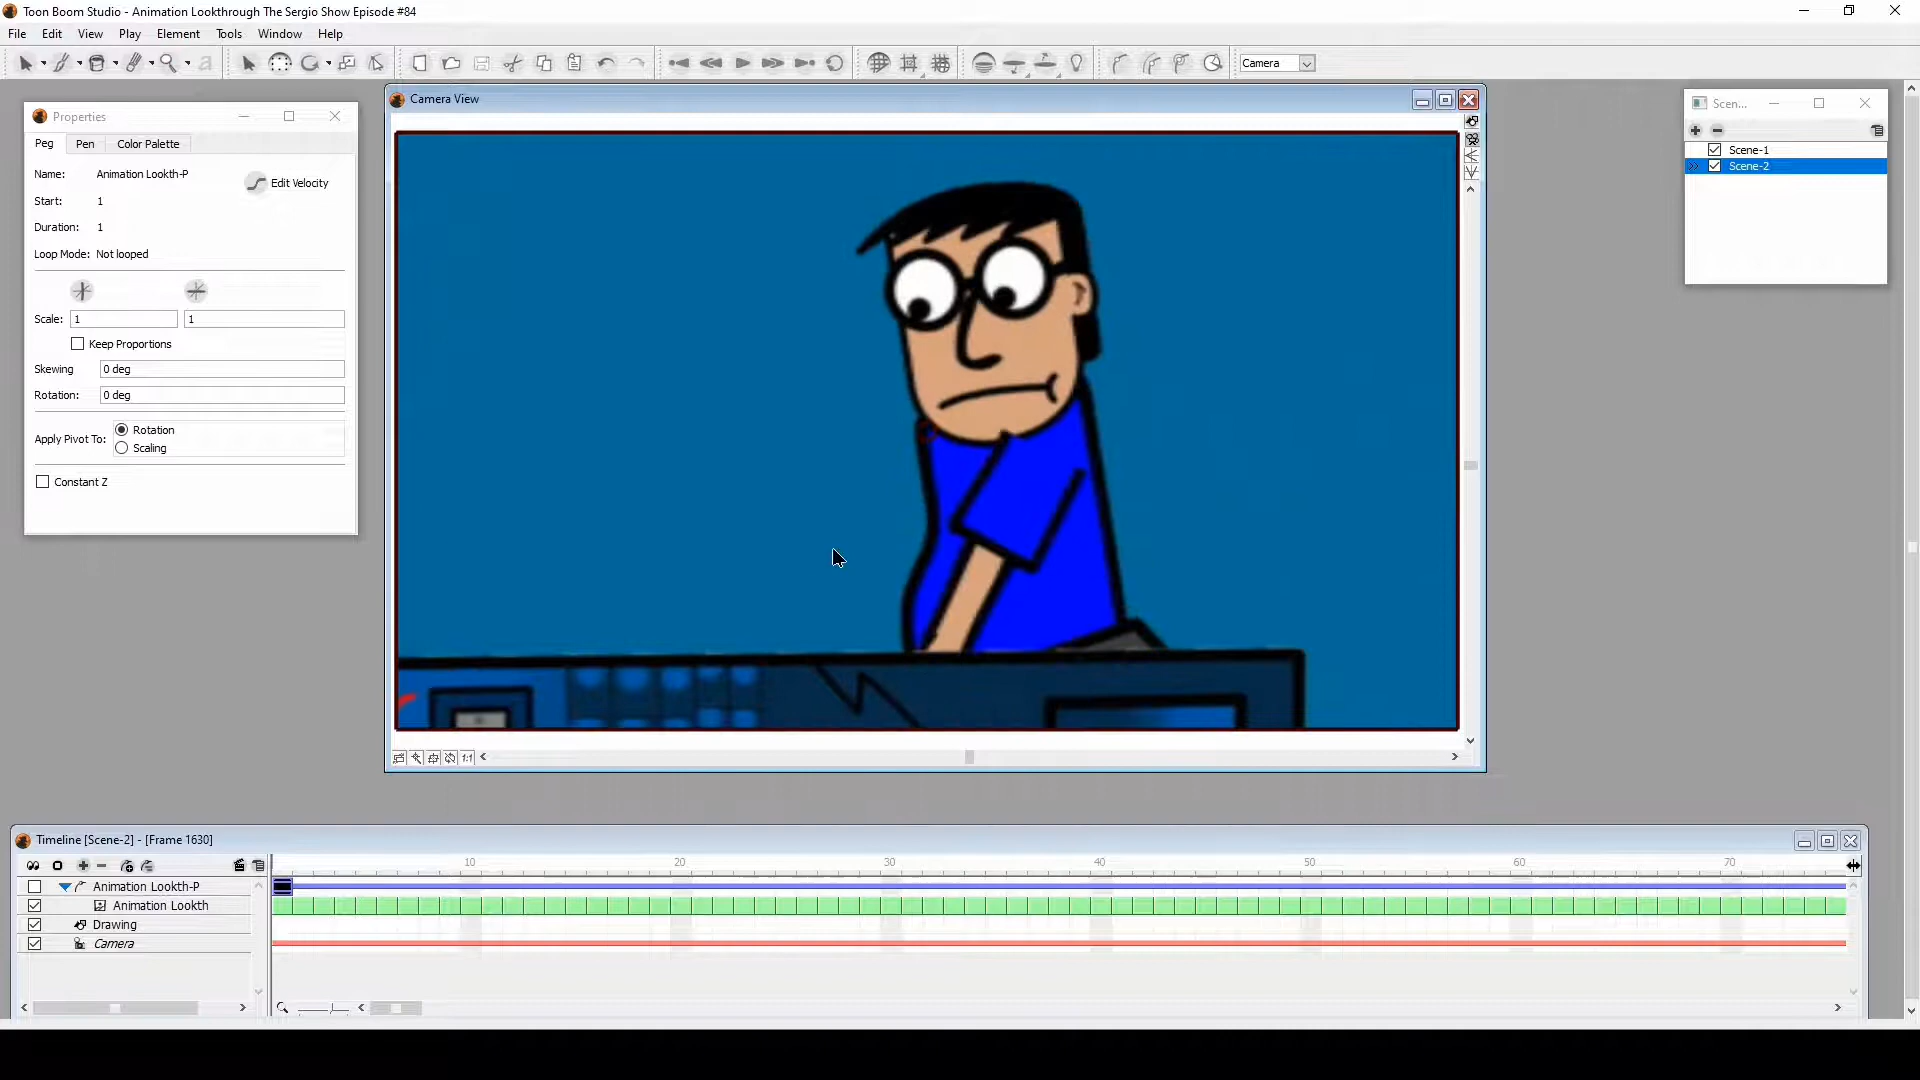 Toon Boom Studio - Animation Lookthrough The Sergio Show Episode #84
File Edit View Play Element Tools Window Help
Camera
Properties
Peg Pen Color Palette
Name: Animation Lookth-P
Edit Velocity
Start: 1
Duration: 1
Loop Mode: Not looped
Scale: 1 1
Keep Proportions
Skewing 0 deg
Rotation: 0 deg
Apply Pivot To: Rotation
Scaling
Constant Z
Camera View
1:1
Scen...
Scene-1
Scene-2
Timeline [Scene-2] - [Frame 1630]
10 20 30 40 50 60 70
Animation Lookth-P
Animation Lookth
Drawing
Camera